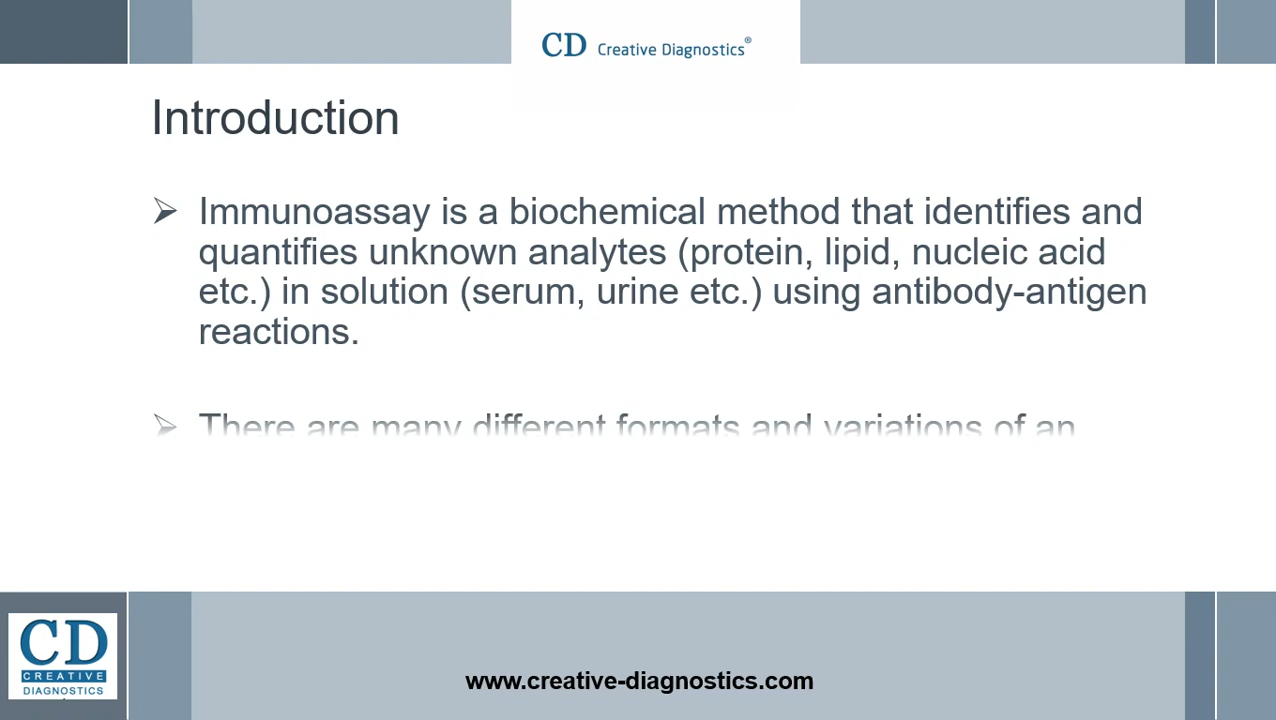 CD Creative Diagnostics®
Introduction
➢ Immunoassay is a biochemical method that identifies and
quantifies unknown analytes (protein, lipid, nucleic acid
etc.) in solution (serum, urine etc.) using antibody-antigen
reactions.
➢ There are many different formats and variations of an
CD
CREATIVE
DIAGNOSTICS
www.creative-diagnostics.com